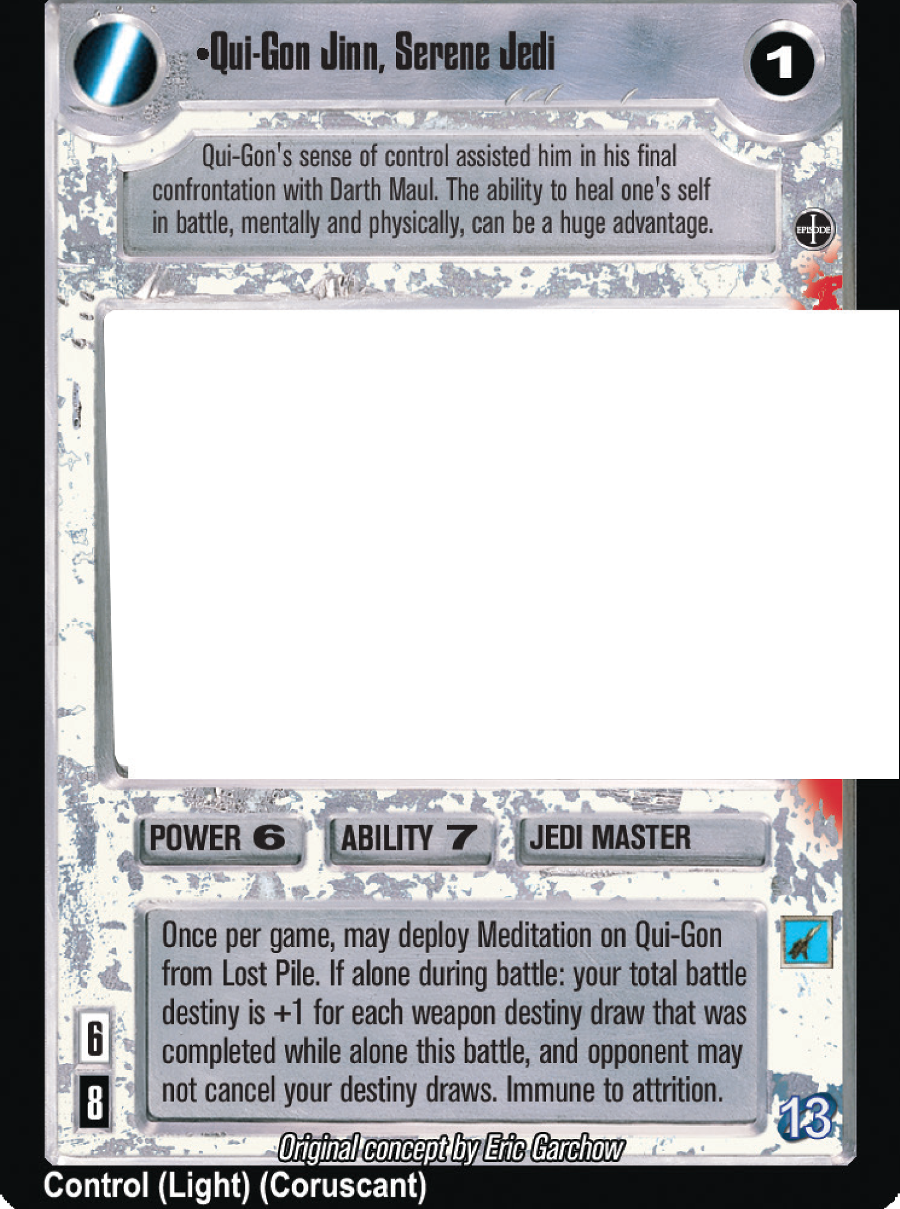 •Qui-Gon Jinn, Serene Jedi
1
Qui-Gon's sense of control assisted him in his final
confrontation with Darth Maul. The ability to heal one's self
in battle, mentally and physically, can be a huge advantage.
EPISODE I
POWER 6 ABILITY 7 JEDI MASTER
Once per game, may deploy Meditation on Qui-Gon
from Lost Pile. If alone during battle: your total battle
destiny is +1 for each weapon destiny draw that was
completed while alone this battle, and opponent may
not cancel your destiny draws. Immune to attrition.
6
8
13
Original concept by Eric Garchow
Control (Light) (Coruscant)